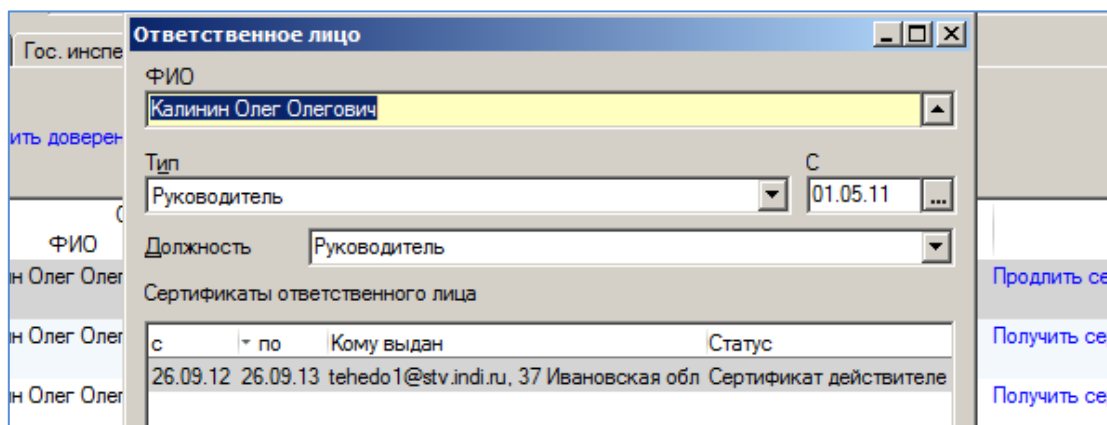 Ответственное лицо
Гос. инспе
ФИО
Калинин Олег Олегович
ить доверен
Тип
С
Руководитель
01.05.11
...
ФИО
Должность
Руководитель
н Олег Олег
Продлить се
Сертификаты ответственного лица
н Олег Олег
с
по
Кому выдан
Статус
Получить се
26.09.12 26.09.13 tehedo1@stv.indi.ru, 37 Ивановская обл Сертификат действителе
н Олег Олег
Получить се